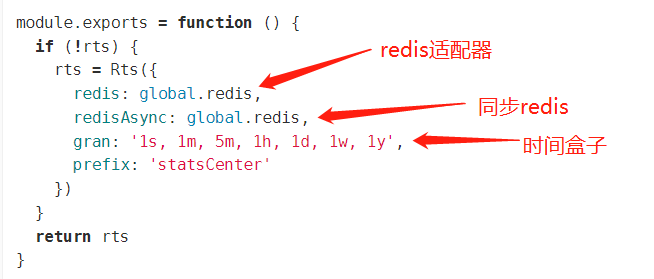 module.exports = function () {
if (!rts) {
redis适配器
rts = Rts({
redis: global.redis,
同步redis
redisAsync: global.redis,
gran: '1s, 1m, 5m, 1h, 1d, 1w, 1y',
时间盒子
prefix: 'statsCenter'
})
}
return rts
}